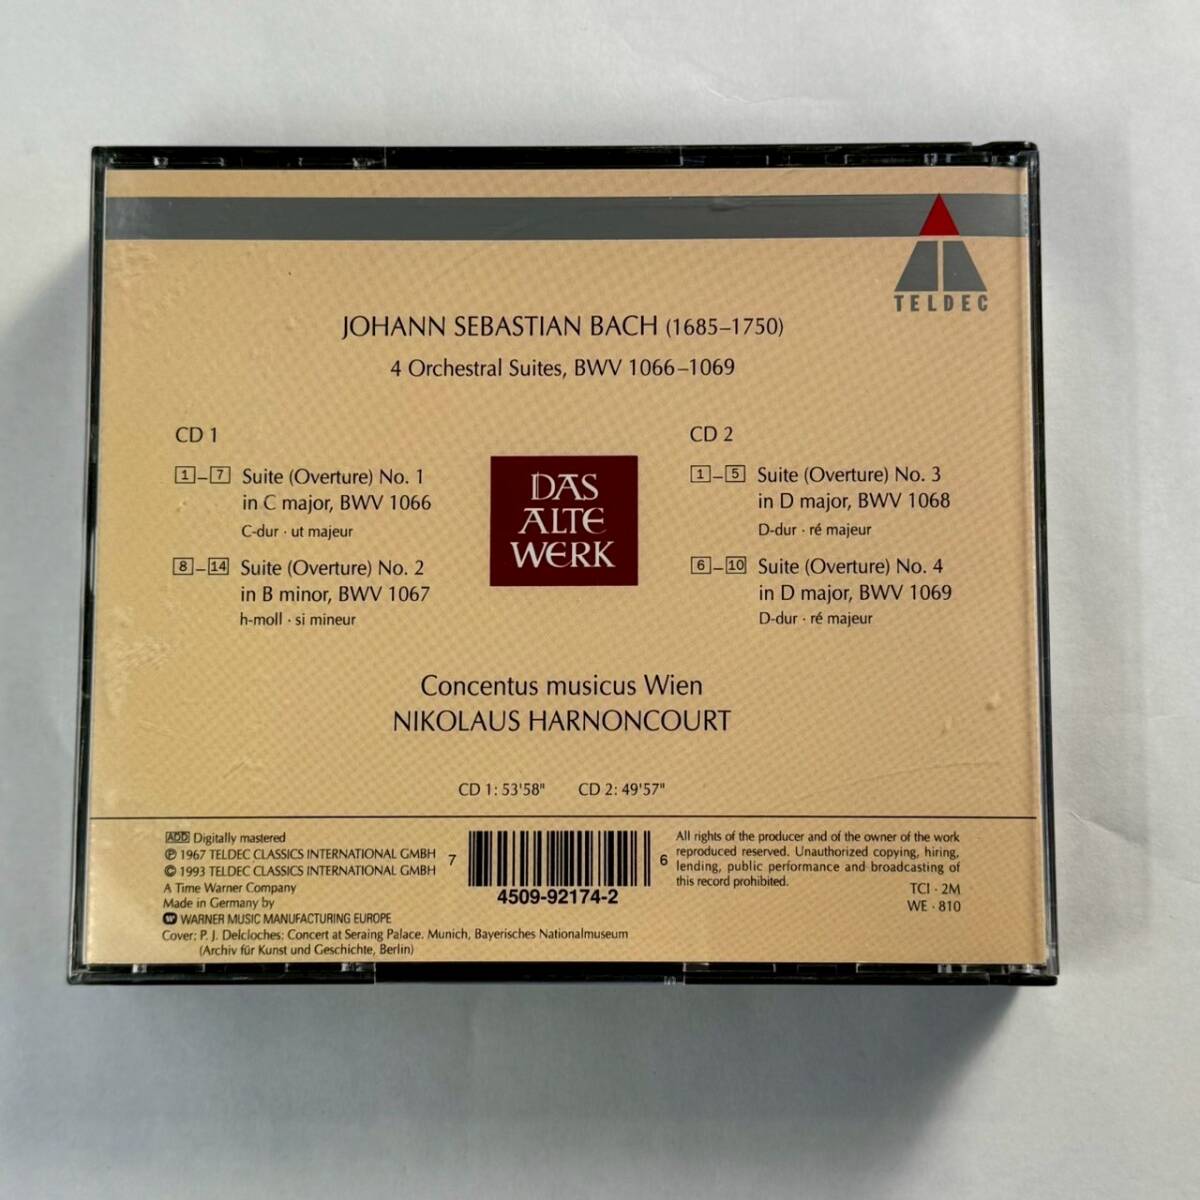 TELDEC
JOHANN SEBASTIAN BACH (1685–1750)
4 Orchestral Suites, BWV 1066–1069
CD 1
1–7 Suite (Overture) No. 1
in C major, BWV 1066
C-dur · ut majeur
8–14 Suite (Overture) No. 2
in B minor, BWV 1067
h-moll · si mineur
DAS
ALTE
WERK
CD 2
1–5 Suite (Overture) No. 3
in D major, BWV 1068
D-dur · ré majeur
6–10 Suite (Overture) No. 4
in D major, BWV 1069
D-dur · ré majeur
Concentus musicus Wien
NIKOLAUS HARNONCOURT
CD 1: 53'58" CD 2: 49'57"
ADD Digitally mastered
℗ 1967 TELDEC CLASSICS INTERNATIONAL GMBH
© 1993 TELDEC CLASSICS INTERNATIONAL GMBH
A Time Warner Company
Made in Germany by
WARNER MUSIC MANUFACTURING EUROPE
Cover: P. J. Delcloches: Concert at Seraing Palace. Munich, Bayerisches Nationalmuseum
(Archiv für Kunst und Geschichte, Berlin)
7 6
4509-92174-2
All rights of the producer and of the owner of the work
reproduced reserved. Unauthorized copying, hiring,
lending, public performance and broadcasting of
this record prohibited.
TCI · 2M
WE · 810